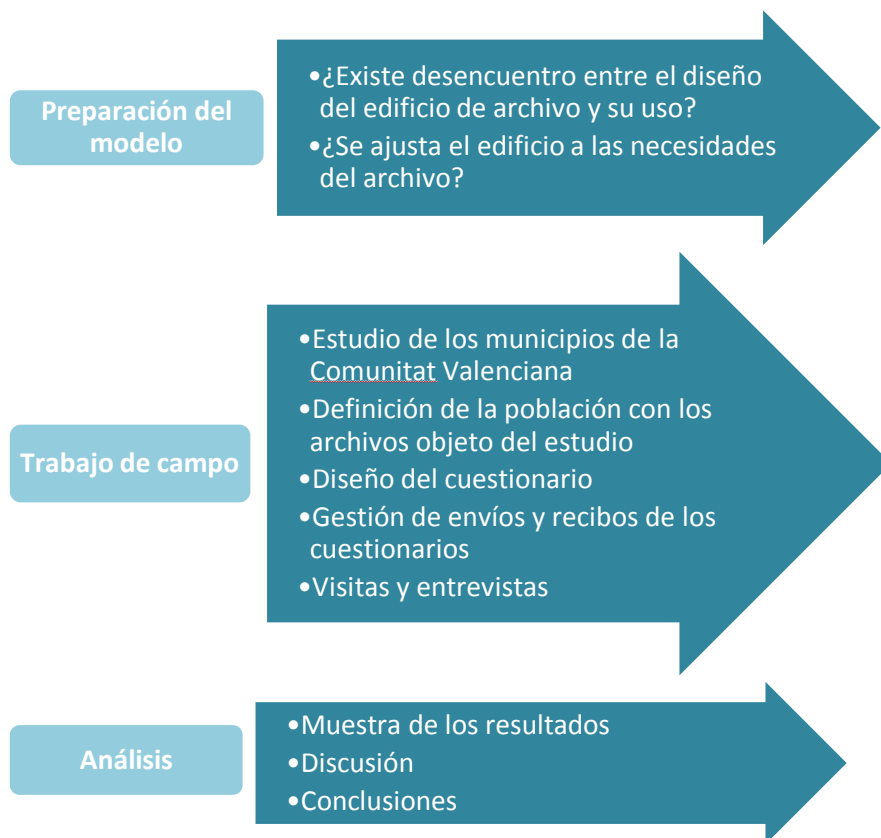 Preparación del
modelo
•¿Existe desencuentro entre el diseño
del edificio de archivo y su uso?
•¿Se ajusta el edificio a las necesidades
del archivo?
Trabajo de campo
•Estudio de los municipios de la
Comunitat Valenciana
•Definición de la población con los
archivos objeto del estudio
•Diseño del cuestionario
•Gestión de envíos y recibos de los
cuestionarios
•Visitas y entrevistas
Análisis
•Muestra de los resultados
•Discusión
•Conclusiones